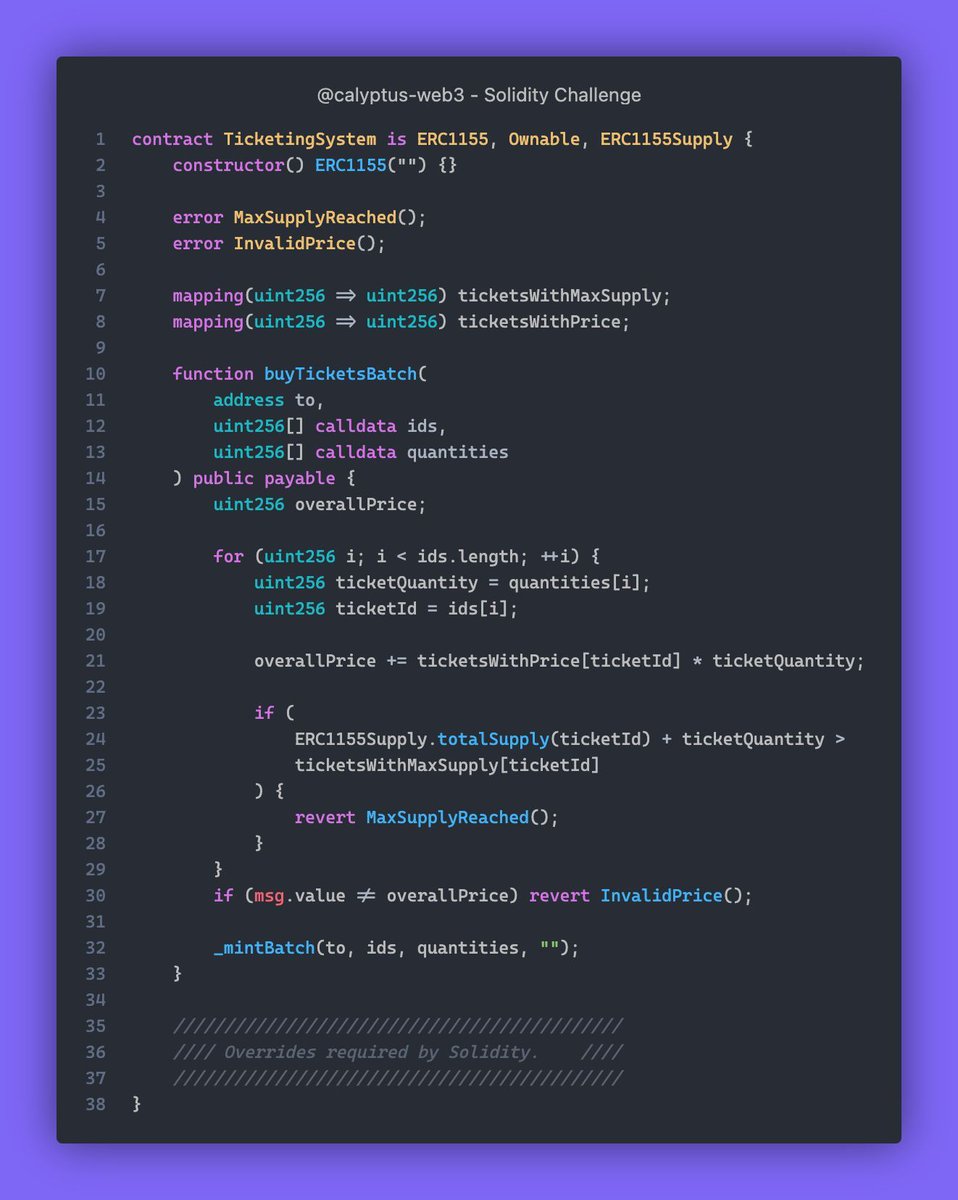 @calyptus-web3 - Solidity Challenge
1 contract TicketingSystem is ERC1155, Ownable, ERC1155Supply {
2     constructor() ERC1155("") {}
3
4     error MaxSupplyReached();
5     error InvalidPrice();
6
7     mapping(uint256 => uint256) ticketsWithMaxSupply;
8     mapping(uint256 => uint256) ticketsWithPrice;
9
10     function buyTicketsBatch(
11         address to,
12         uint256[] calldata ids,
13         uint256[] calldata quantities
14     ) public payable {
15         uint256 overallPrice;
16
17         for (uint256 i; i < ids.length; ++i) {
18             uint256 ticketQuantity = quantities[i];
19             uint256 ticketId = ids[i];
20
21             overallPrice += ticketsWithPrice[ticketId] * ticketQuantity;
22
23             if (
24                 ERC1155Supply.totalSupply(ticketId) + ticketQuantity >
25                 ticketsWithMaxSupply[ticketId]
26             ) {
27                 revert MaxSupplyReached();
28             }
29         }
30         if (msg.value != overallPrice) revert InvalidPrice();
31
32         _mintBatch(to, ids, quantities, "");
33     }
34
35     ////////////////////////////////////////////
36     //// Overrides required by Solidity.    ////
37     ////////////////////////////////////////////
38 }